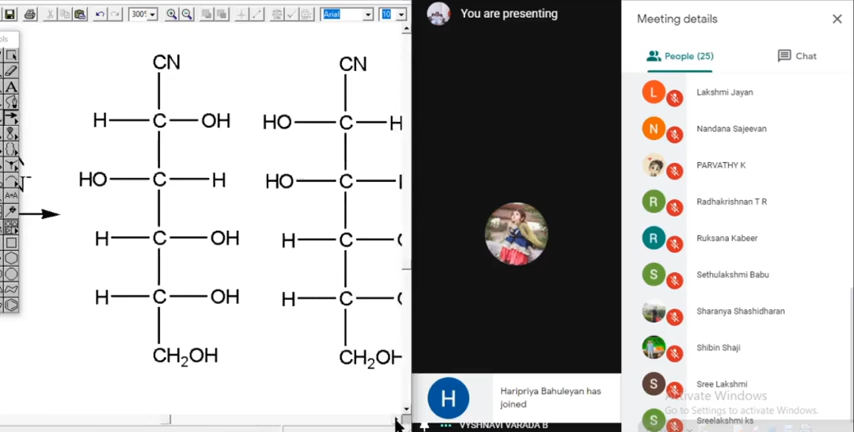 300%
Arial
10
CN
H C OH
HO C H
H C OH
H C OH
CH2OH
CN
HO C H
HO C
H C
H C
CH2OH
You are presenting
H
Haripriya Bahuleyan has
joined
VYSHNAVI VARADA B
Meeting details
People (25)
Chat
L Lakshmi Jayan
N Nandana Sajeevan
PARVATHY K
R Radhakrishnan T R
R Ruksana Kabeer
S Sethulakshmi Babu
Sharanya Shashidharan
Shibin Shaji
S Sree Lakshmi
Activate Windows
Go to Settings to activate Windows.
S Sreelakshmi ks